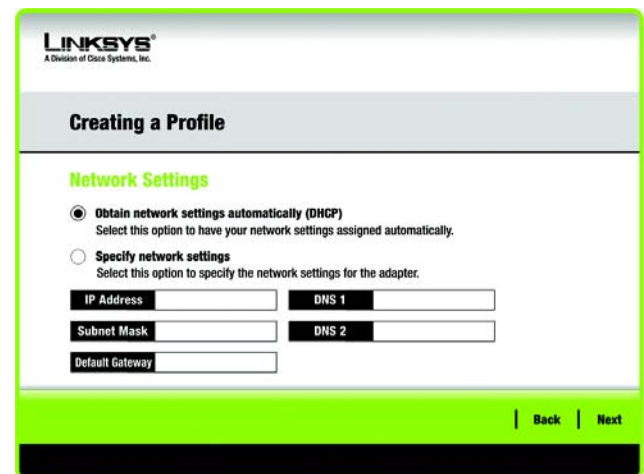 LINKSYS®
A Division of Cisco Systems, Inc.
Creating a Profile
Network Settings
Obtain network settings automatically (DHCP)
Select this option to have your network settings assigned automatically.
Specify network settings
Select this option to specify the network settings for the adapter.
IP Address
DNS 1
Subnet Mask
DNS 2
Default Gateway
Back
Next